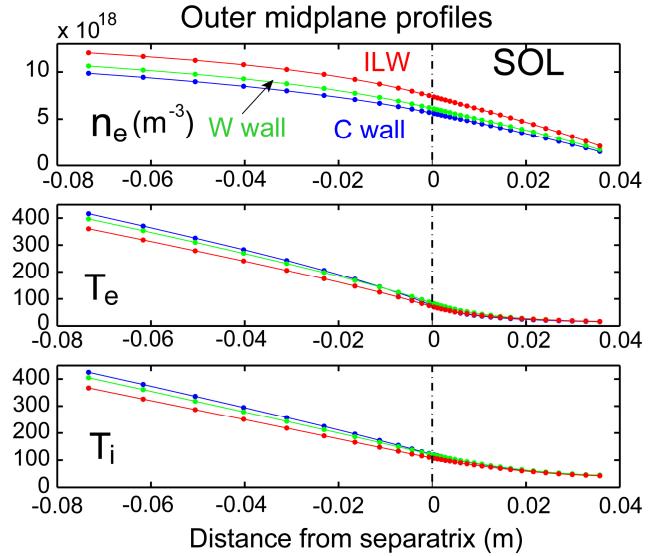 Outer midplane profiles
x 10^18
10
5
0
ILW
SOL
n_e (m^-3)
W wall
C wall
-0.08 -0.06 -0.04 -0.02 0 0.02 0.04
400
300
200
100
0
T_e
-0.08 -0.06 -0.04 -0.02 0 0.02 0.04
400
300
200
100
0
T_i
-0.08 -0.06 -0.04 -0.02 0 0.02 0.04
Distance from separatrix (m)